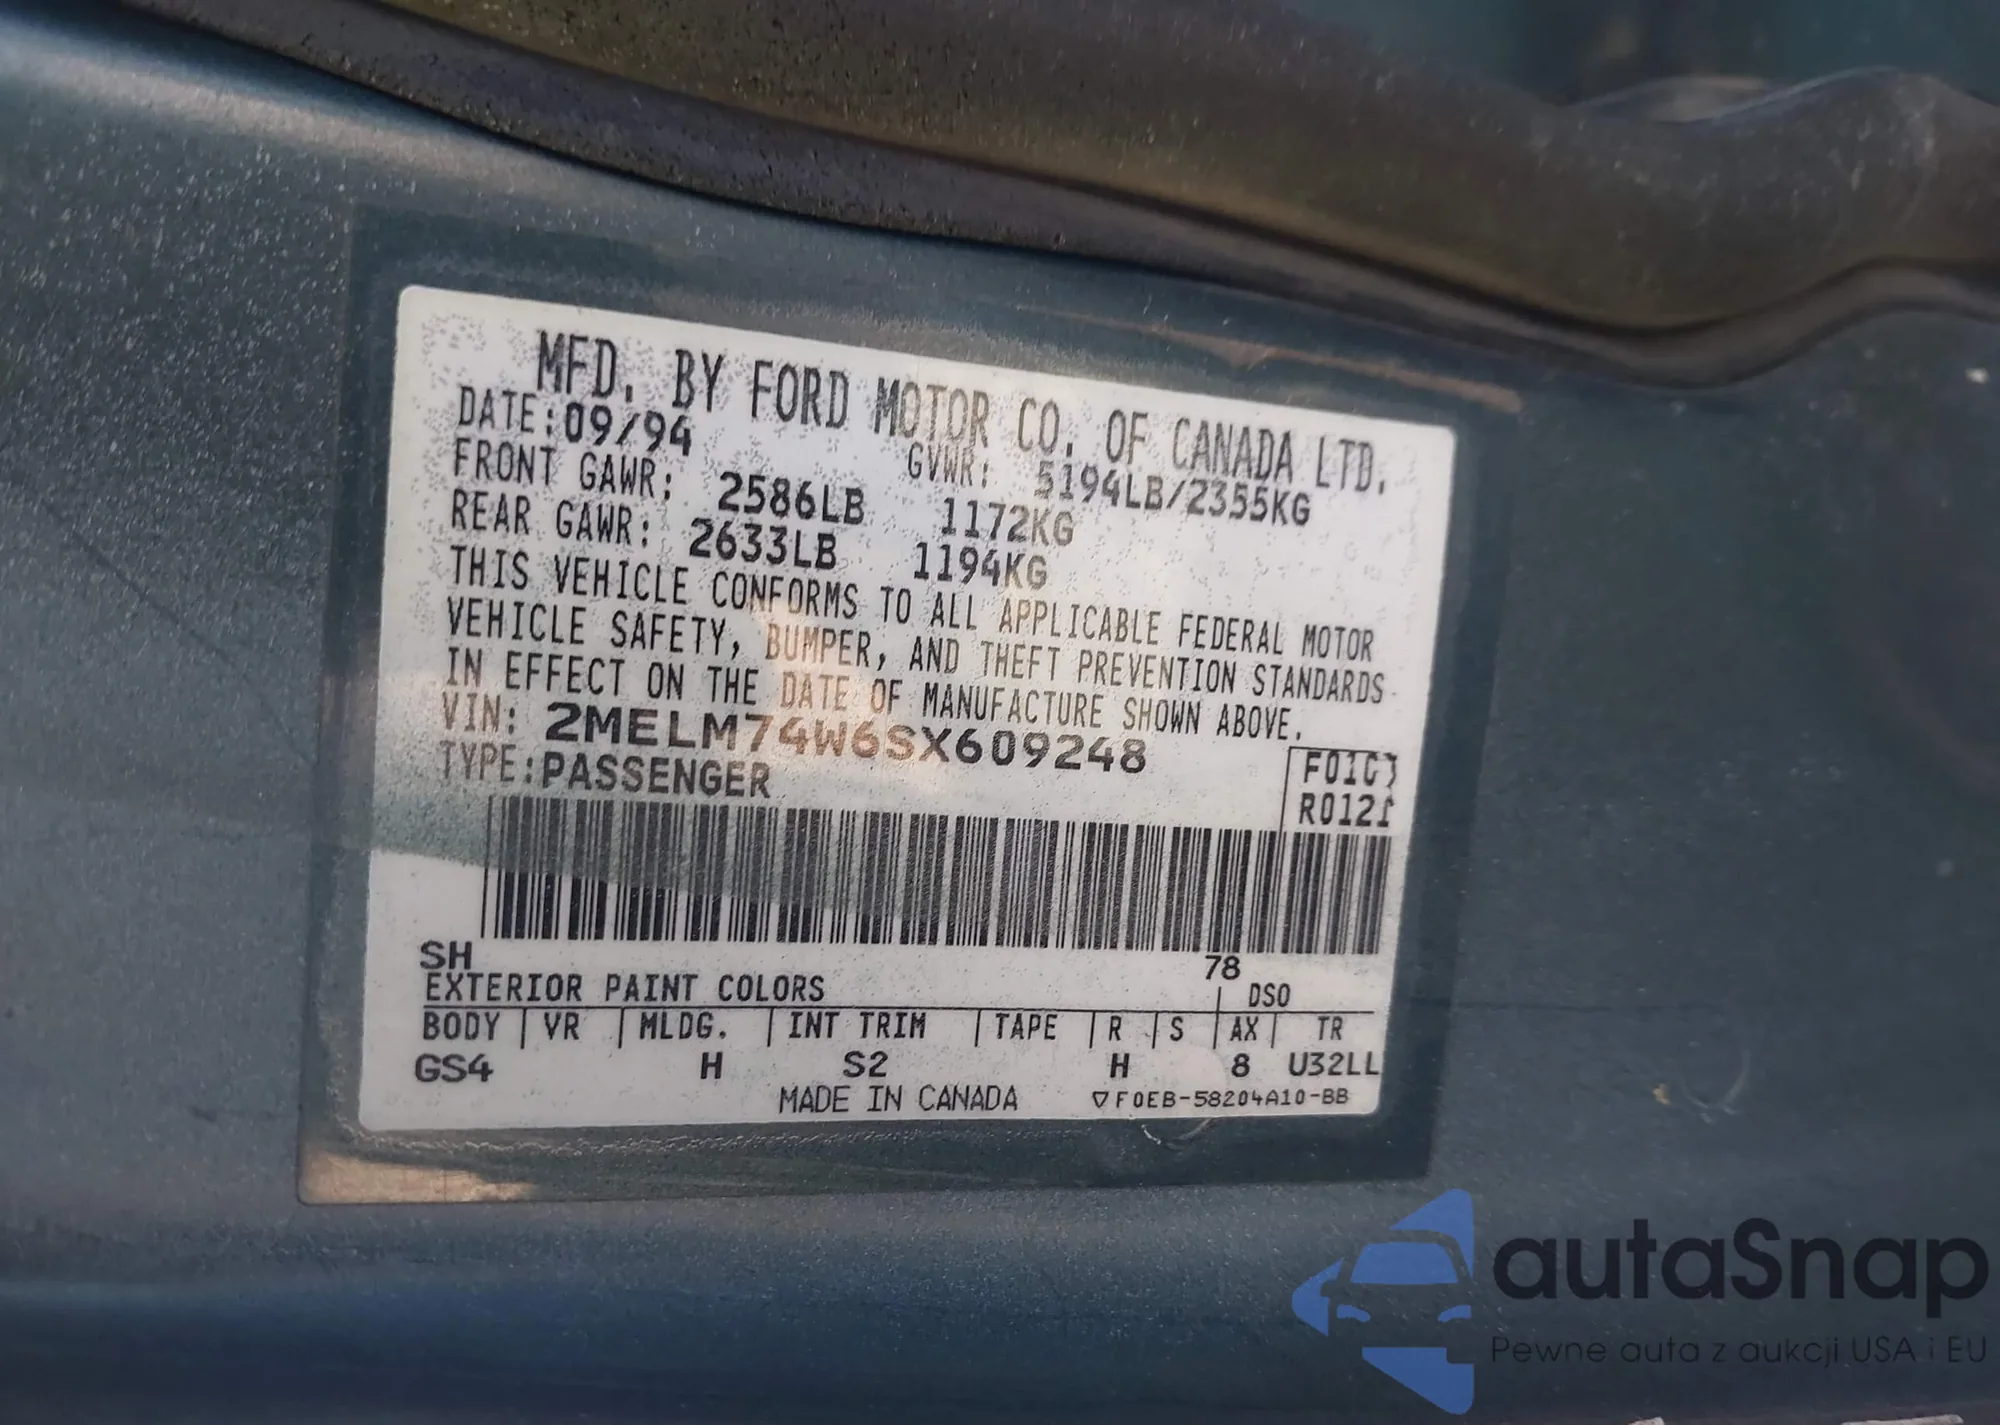 MFD. BY FORD MOTOR CO. OF CANADA LTD.
DATE: 09/94 GVWR: 5194LB/2355KG
FRONT GAWR: 2586LB 1172KG
REAR GAWR: 2633LB 1194KG
THIS VEHICLE CONFORMS TO ALL APPLICABLE FEDERAL MOTOR
VEHICLE SAFETY, BUMPER, AND THEFT PREVENTION STANDARDS
IN EFFECT ON THE DATE OF MANUFACTURE SHOWN ABOVE.
VIN: 2MELM74W6SX609248
TYPE: PASSENGER
SH 78
EXTERIOR PAINT COLORS DSO
BODY VR MLDG. INT TRIM TAPE R S AX TR
GS4 H S2 H 8 U32LL
MADE IN CANADA ▽F0EB-58204A10-BB
autaSnap
Pewne auta z aukcji USA i EU